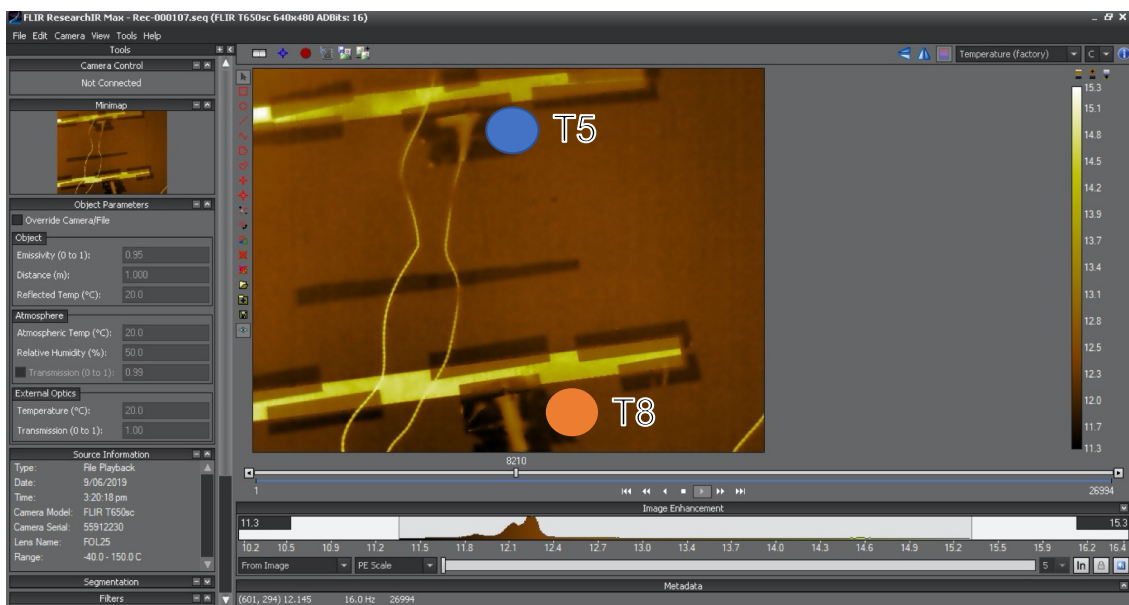 FLIR ResearchIR Max - Rec-000107.seq (FLIR T650sc 640x480 ADBits: 16)
File Edit Camera View Tools Help
Tools
Temperature (factory)
C
Camera Control
Not Connected
Minimap
Object Parameters
Override Camera/File
Object
Emissivity (0 to 1): 0.95
Distance (m): 1.000
Reflected Temp (°C): 20.0
Atmosphere
Atmospheric Temp (°C): 20.0
Relative Humidity (%): 50.0
Transmission (0 to 1): 0.99
External Optics
Temperature (°C): 20.0
Transmission (0 to 1): 1.00
Source Information
Type: File Playback
Date: 9/06/2019
Time: 3:20:18 pm
Camera Model: FLIR T650sc
Camera Serial: 55912230
Lens Name: FOL25
Range: -40.0 - 150.0 C
Segmentation
Filters
T5
T8
15.3
15.1
14.8
14.5
14.2
13.9
13.7
13.4
13.1
12.8
12.5
12.3
12.0
11.7
11.3
8210
1 26994
Image Enhancement
11.3 15.3
10.2 10.5 10.9 11.2 11.5 11.8 12.1 12.4 12.7 13.0 13.4 13.7 14.0 14.3 14.6 14.9 15.2 15.5 15.9 16.2 16.4
From Image PE Scale 5 In
Metadata
(601, 294) 12.145 16.0 Hz 26994